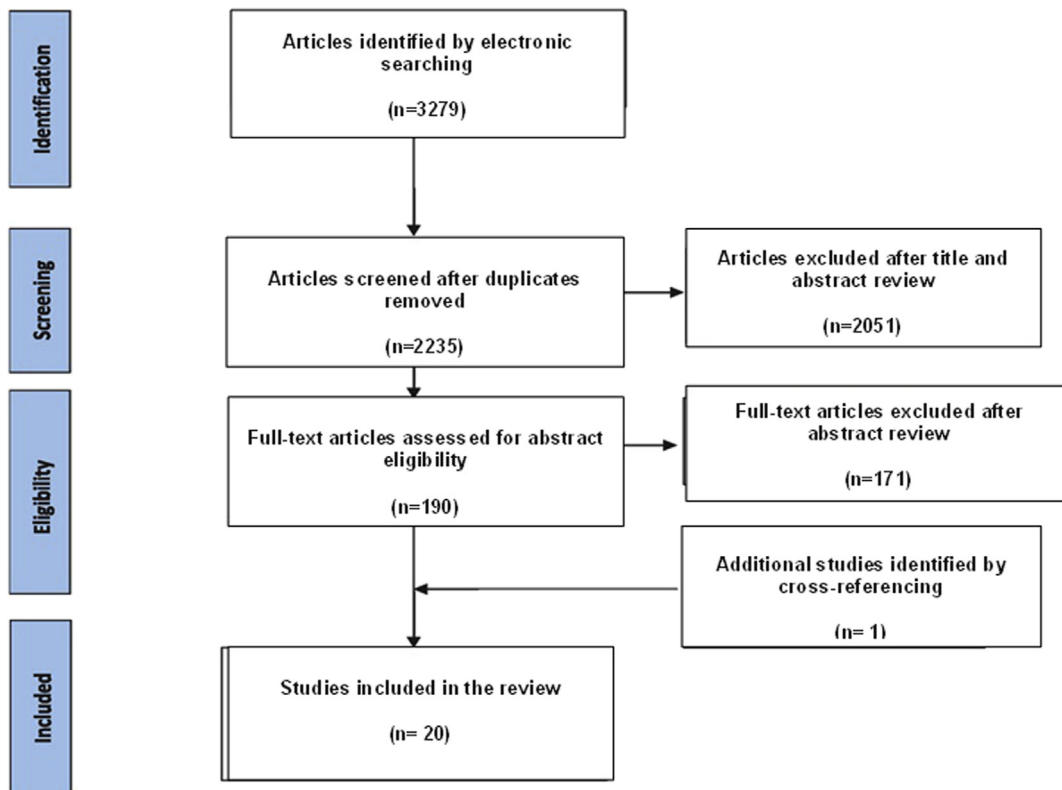 Identification
Articles identified by electronic
searching
(n=3279)
Screening
Articles screened after duplicates
removed
(n=2235)
Articles excluded after title and
abstract review
(n=2051)
Eligibility
Full-text articles assessed for abstract
eligibility
(n=190)
Full-text articles excluded after
abstract review
(n=171)
Additional studies identified by
cross-referencing
(n= 1)
Included
Studies included in the review
(n= 20)